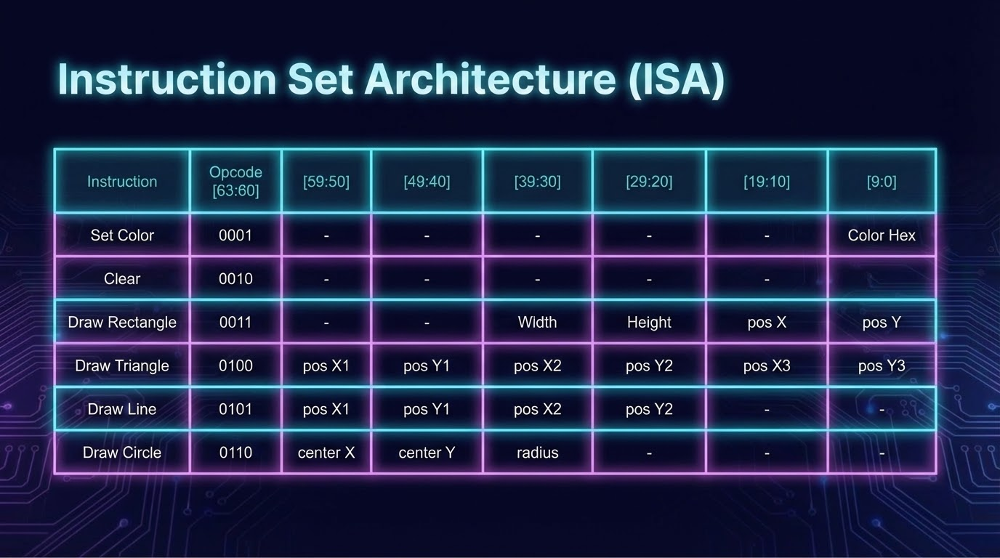 Instruction Set Architecture (ISA)
Instruction Opcode [63:60] [59:50] [49:40] [39:30] [29:20] [19:10] [9:0]
Set Color 0001 - - - - - Color Hex
Clear 0010 - - - - -
Draw Rectangle 0011 - - Width Height pos X pos Y
Draw Triangle 0100 pos X1 pos Y1 pos X2 pos Y2 pos X3 pos Y3
Draw Line 0101 pos X1 pos Y1 pos X2 pos Y2 - -
Draw Circle 0110 center X center Y radius - - -